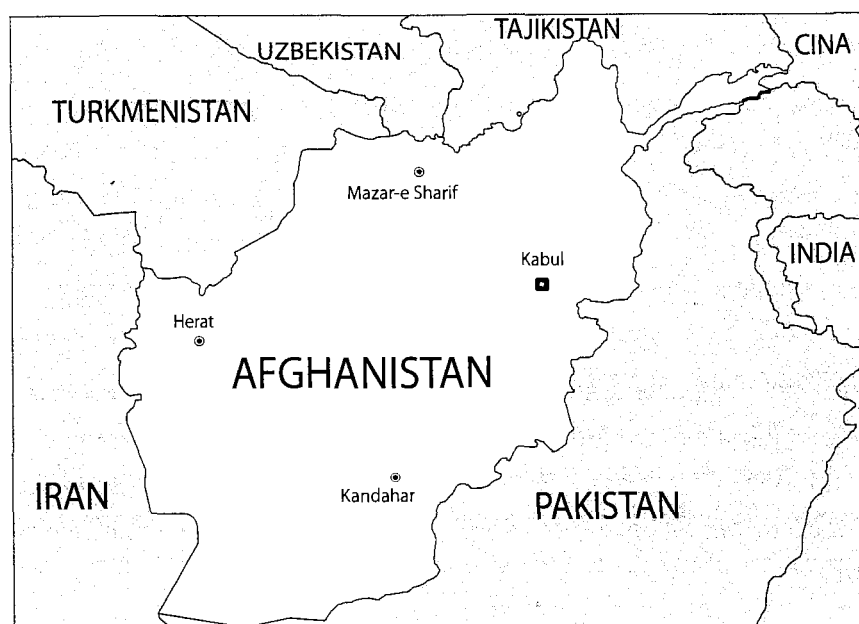 TAJIKISTAN
UZBEKISTAN
CINA
TURKMENISTAN
Mazar-e Sharif
INDIA
Kabul
Herat
AFGHANISTAN
IRAN
Kandahar
PAKISTAN